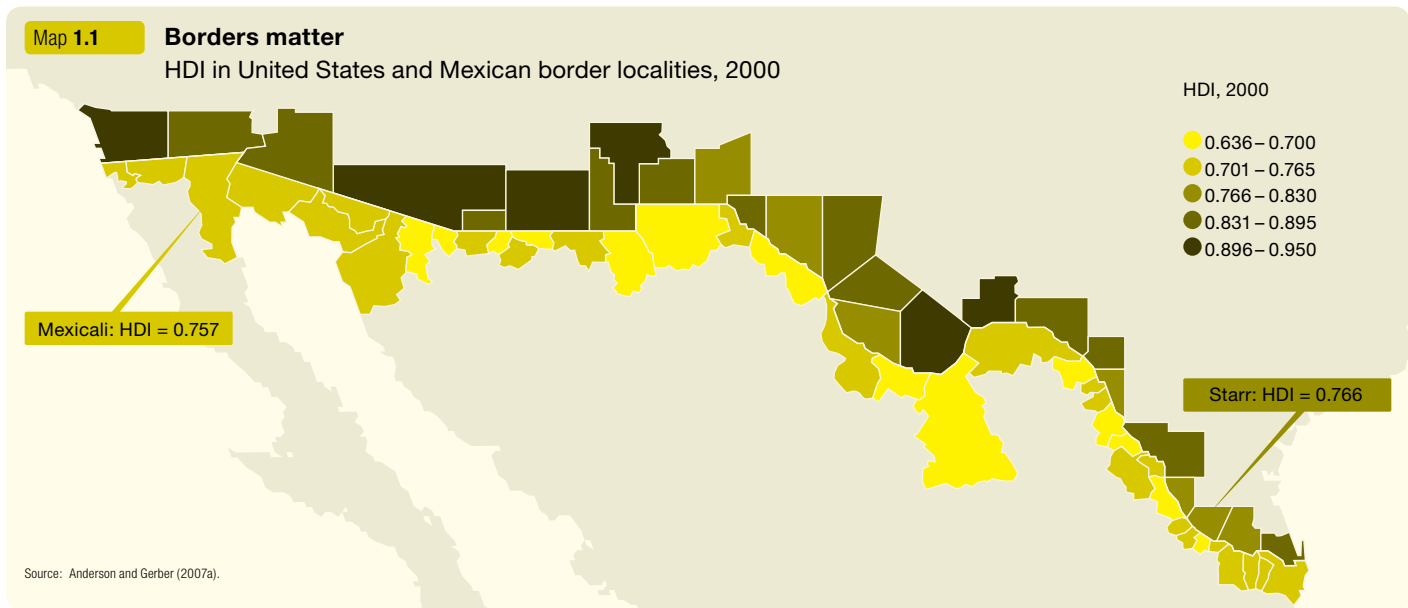 Map 1.1
Borders matter
HDI in United States and Mexican border localities, 2000
HDI, 2000
0.636 – 0.700
0.701 – 0.765
0.766 – 0.830
0.831 – 0.895
0.896 – 0.950
Mexicali: HDI = 0.757
Starr: HDI = 0.766
Source: Anderson and Gerber (2007a).